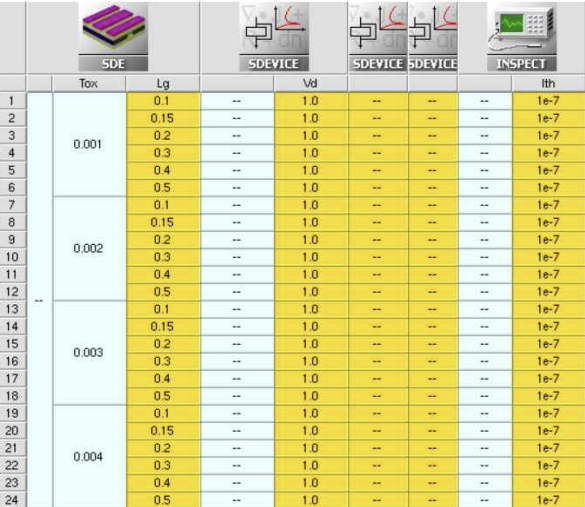 SDE SDEVICE SDEVICE SDEVICE INSPECT
Tox Lg Vd Ith
1 0.1 -- 1.0 -- -- -- 1e-7
2 0.15 -- 1.0 -- -- -- 1e-7
3 0.2 -- 1.0 -- -- -- 1e-7
0.001
4 0.3 -- 1.0 -- -- -- 1e-7
5 0.4 -- 1.0 -- -- -- 1e-7
6 0.5 -- 1.0 -- -- -- 1e-7
7 0.1 -- 1.0 -- -- -- 1e-7
8 0.15 -- 1.0 -- -- -- 1e-7
9 0.2 -- 1.0 -- -- -- 1e-7
0.002
10 0.3 -- 1.0 -- -- -- 1e-7
11 0.4 -- 1.0 -- -- -- 1e-7
12 0.5 -- 1.0 -- -- -- 1e-7
--
13 0.1 -- 1.0 -- -- -- 1e-7
14 0.15 -- 1.0 -- -- -- 1e-7
15 0.2 -- 1.0 -- -- -- 1e-7
0.003
16 0.3 -- 1.0 -- -- -- 1e-7
17 0.4 -- 1.0 -- -- -- 1e-7
18 0.5 -- 1.0 -- -- -- 1e-7
19 0.1 -- 1.0 -- -- -- 1e-7
20 0.15 -- 1.0 -- -- -- 1e-7
21 0.2 -- 1.0 -- -- -- 1e-7
0.004
22 0.3 -- 1.0 -- -- -- 1e-7
23 0.4 -- 1.0 -- -- -- 1e-7
24 0.5 -- 1.0 -- -- -- 1e-7